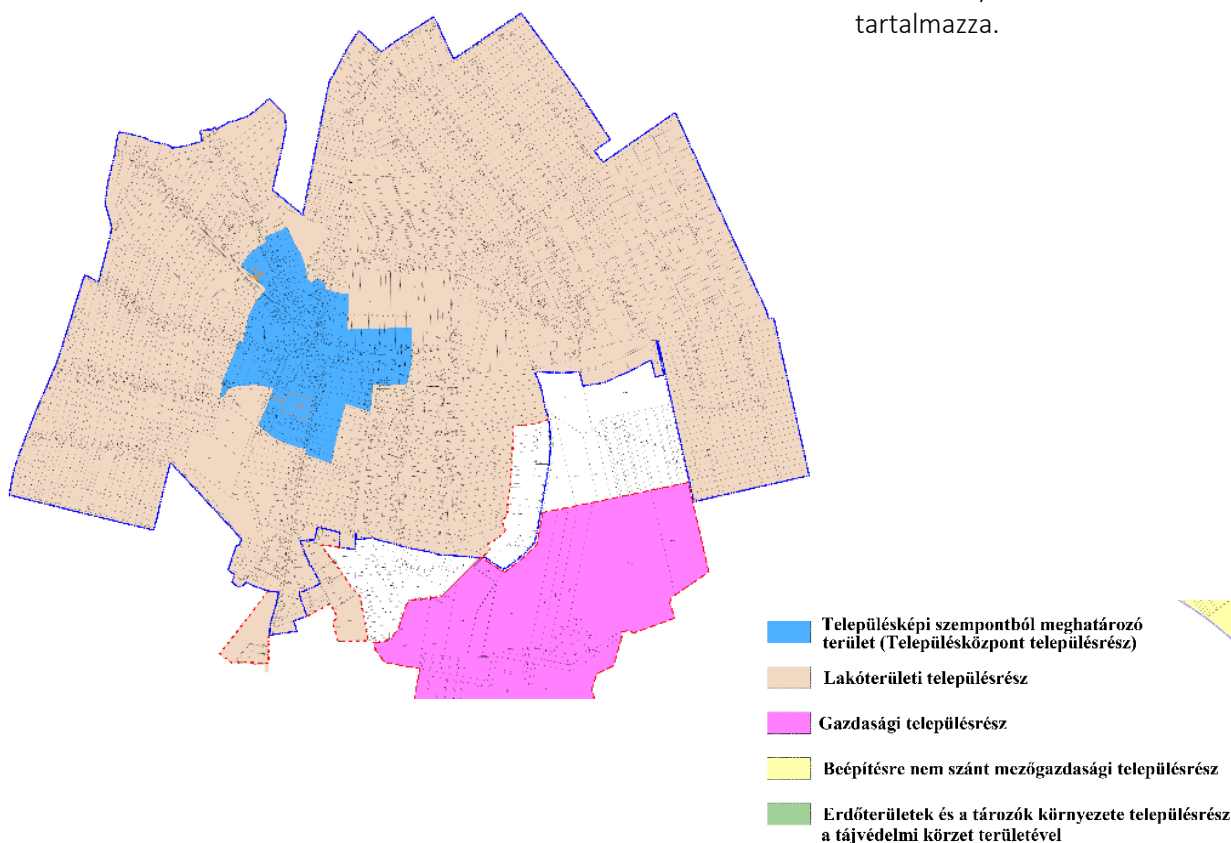 tartalmazza.
Településképi szempontból meghatározó
terület (Településközpont településrész)
Lakóterületi településrész
Gazdasági településrész
Beépítésre nem szánt mezőgazdasági településrész
Erdőterületek és a tározók környezete településrész
a tájvédelmi körzet területével